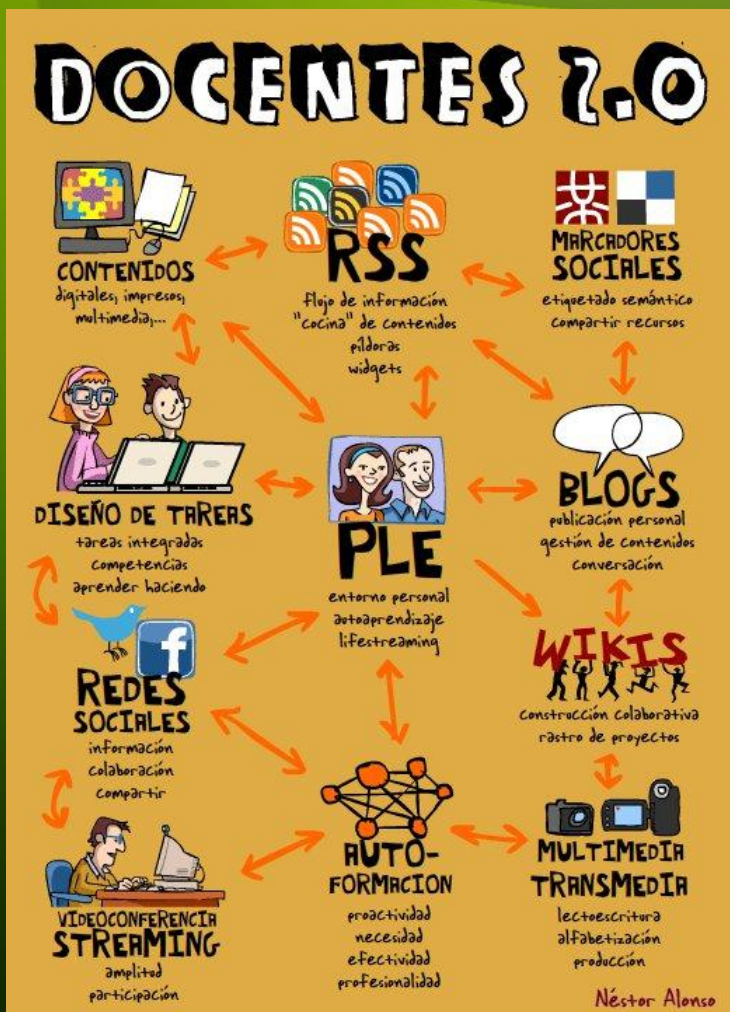 DOCENTES 2.0
CONTENIDOS
digitales, impresos,
multimedia,...
RSS
flujo de información
"cocina" de contenidos
píldoras
widgets
MARCADORES
SOCIALES
etiquetado semántico
compartir recursos
DISEÑO DE TAREAS
tareas integradas
competencias
aprender haciendo
PLE
entorno personal
autoaprendizaje
lifestreaming
BLOGS
publicación personal
gestión de contenidos
conversación
f
REDES
SOCIALES
información
colaboración
compartir
WIKIS
construcción colaborativa
rastro de proyectos
VIDEOCONFERENCIA
STREAMING
amplitud
participación
AUTO-
FORMACION
proactividad
necesidad
efectividad
profesionalidad
MULTIMEDIA
TRANSMEDIA
lectoescritura
alfabetización
producción
Néstor Alonso